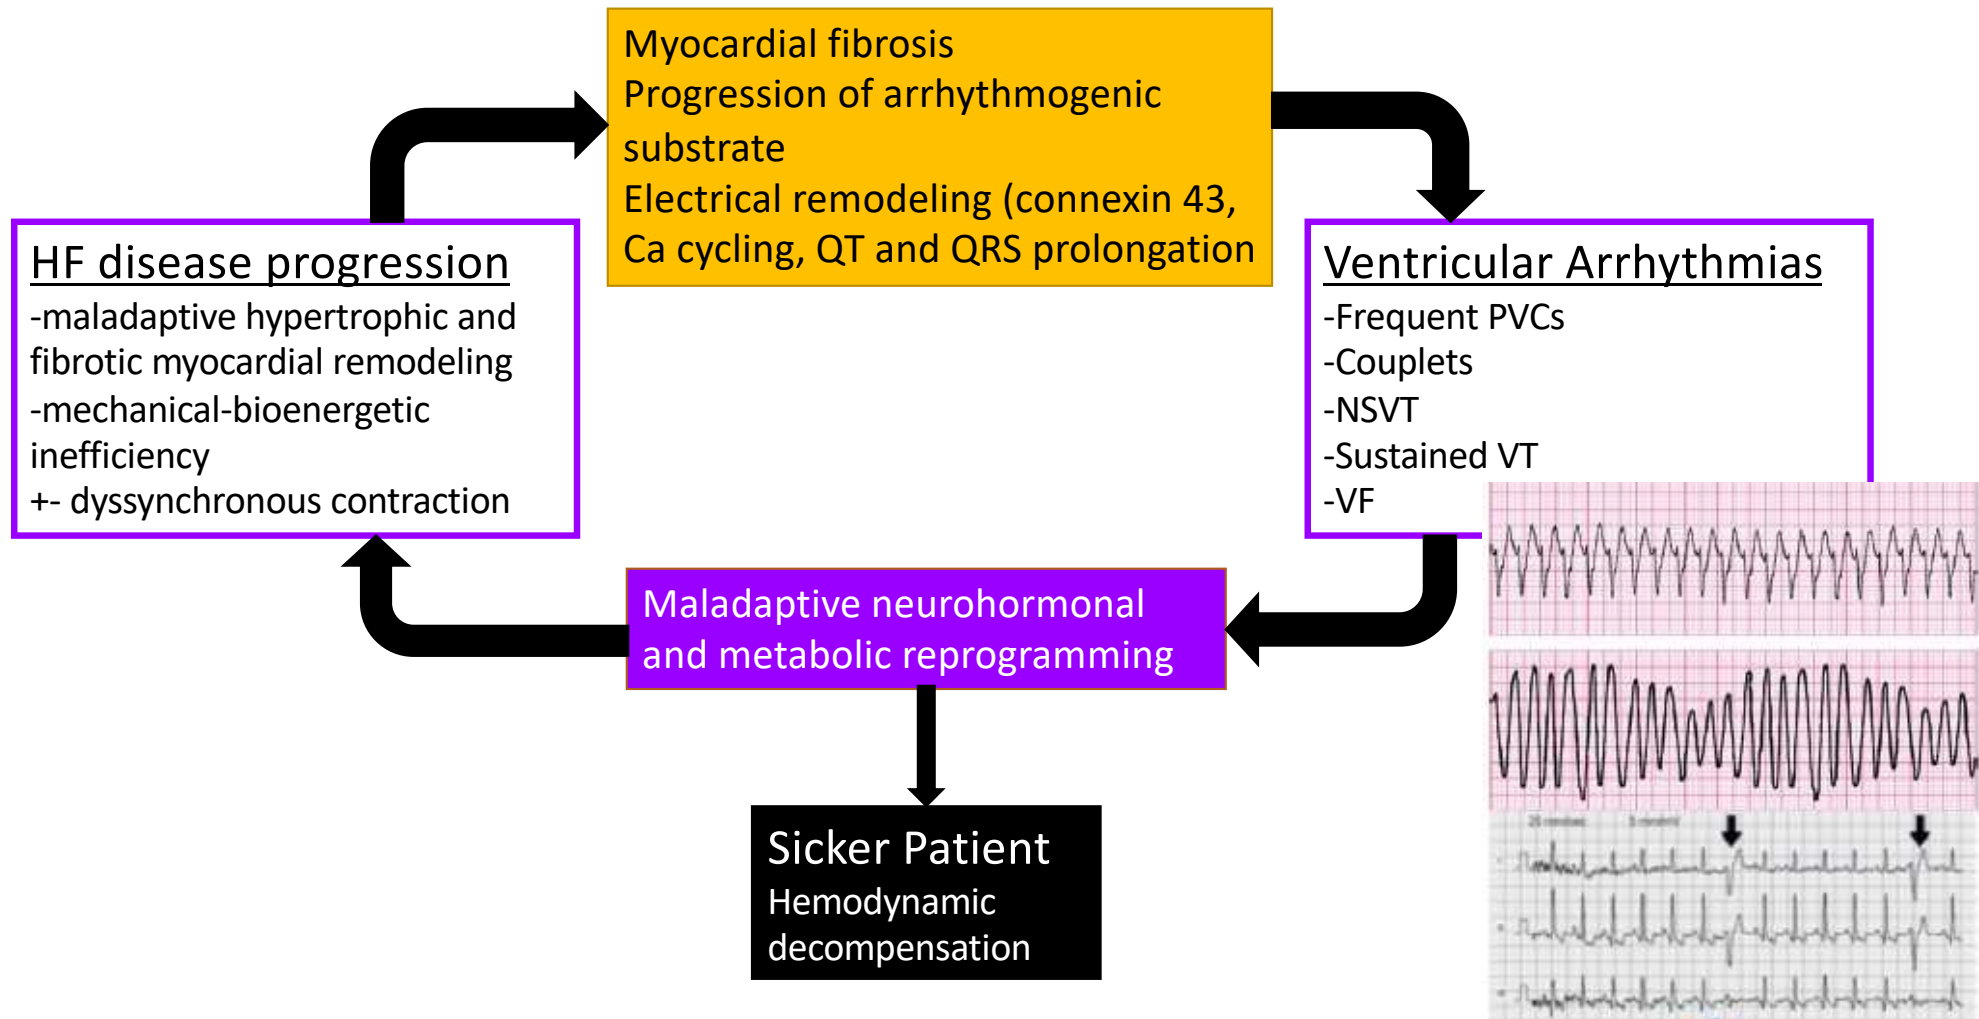 Myocardial fibrosis
Progression of arrhythmogenic
substrate
Electrical remodeling (connexin 43,
Ca cycling, QT and QRS prolongation
HF disease progression
-maladaptive hypertrophic and
fibrotic myocardial remodeling
-mechanical-bioenergetic
inefficiency
+- dyssynchronous contraction
Ventricular Arrhythmias
-Frequent PVCs
-Couplets
-NSVT
-Sustained VT
-VF
Maladaptive neurohormonal
and metabolic reprogramming
Sicker Patient
Hemodynamic
decompensation